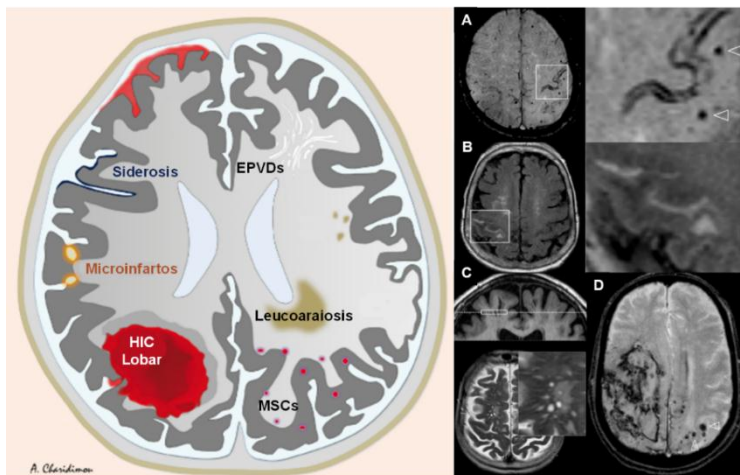 Siderosis
EPVDs
Microinfartos
Leucoaraiosis
HIC
Lobar
MSCs
A. Charidimou
A
B
C
D